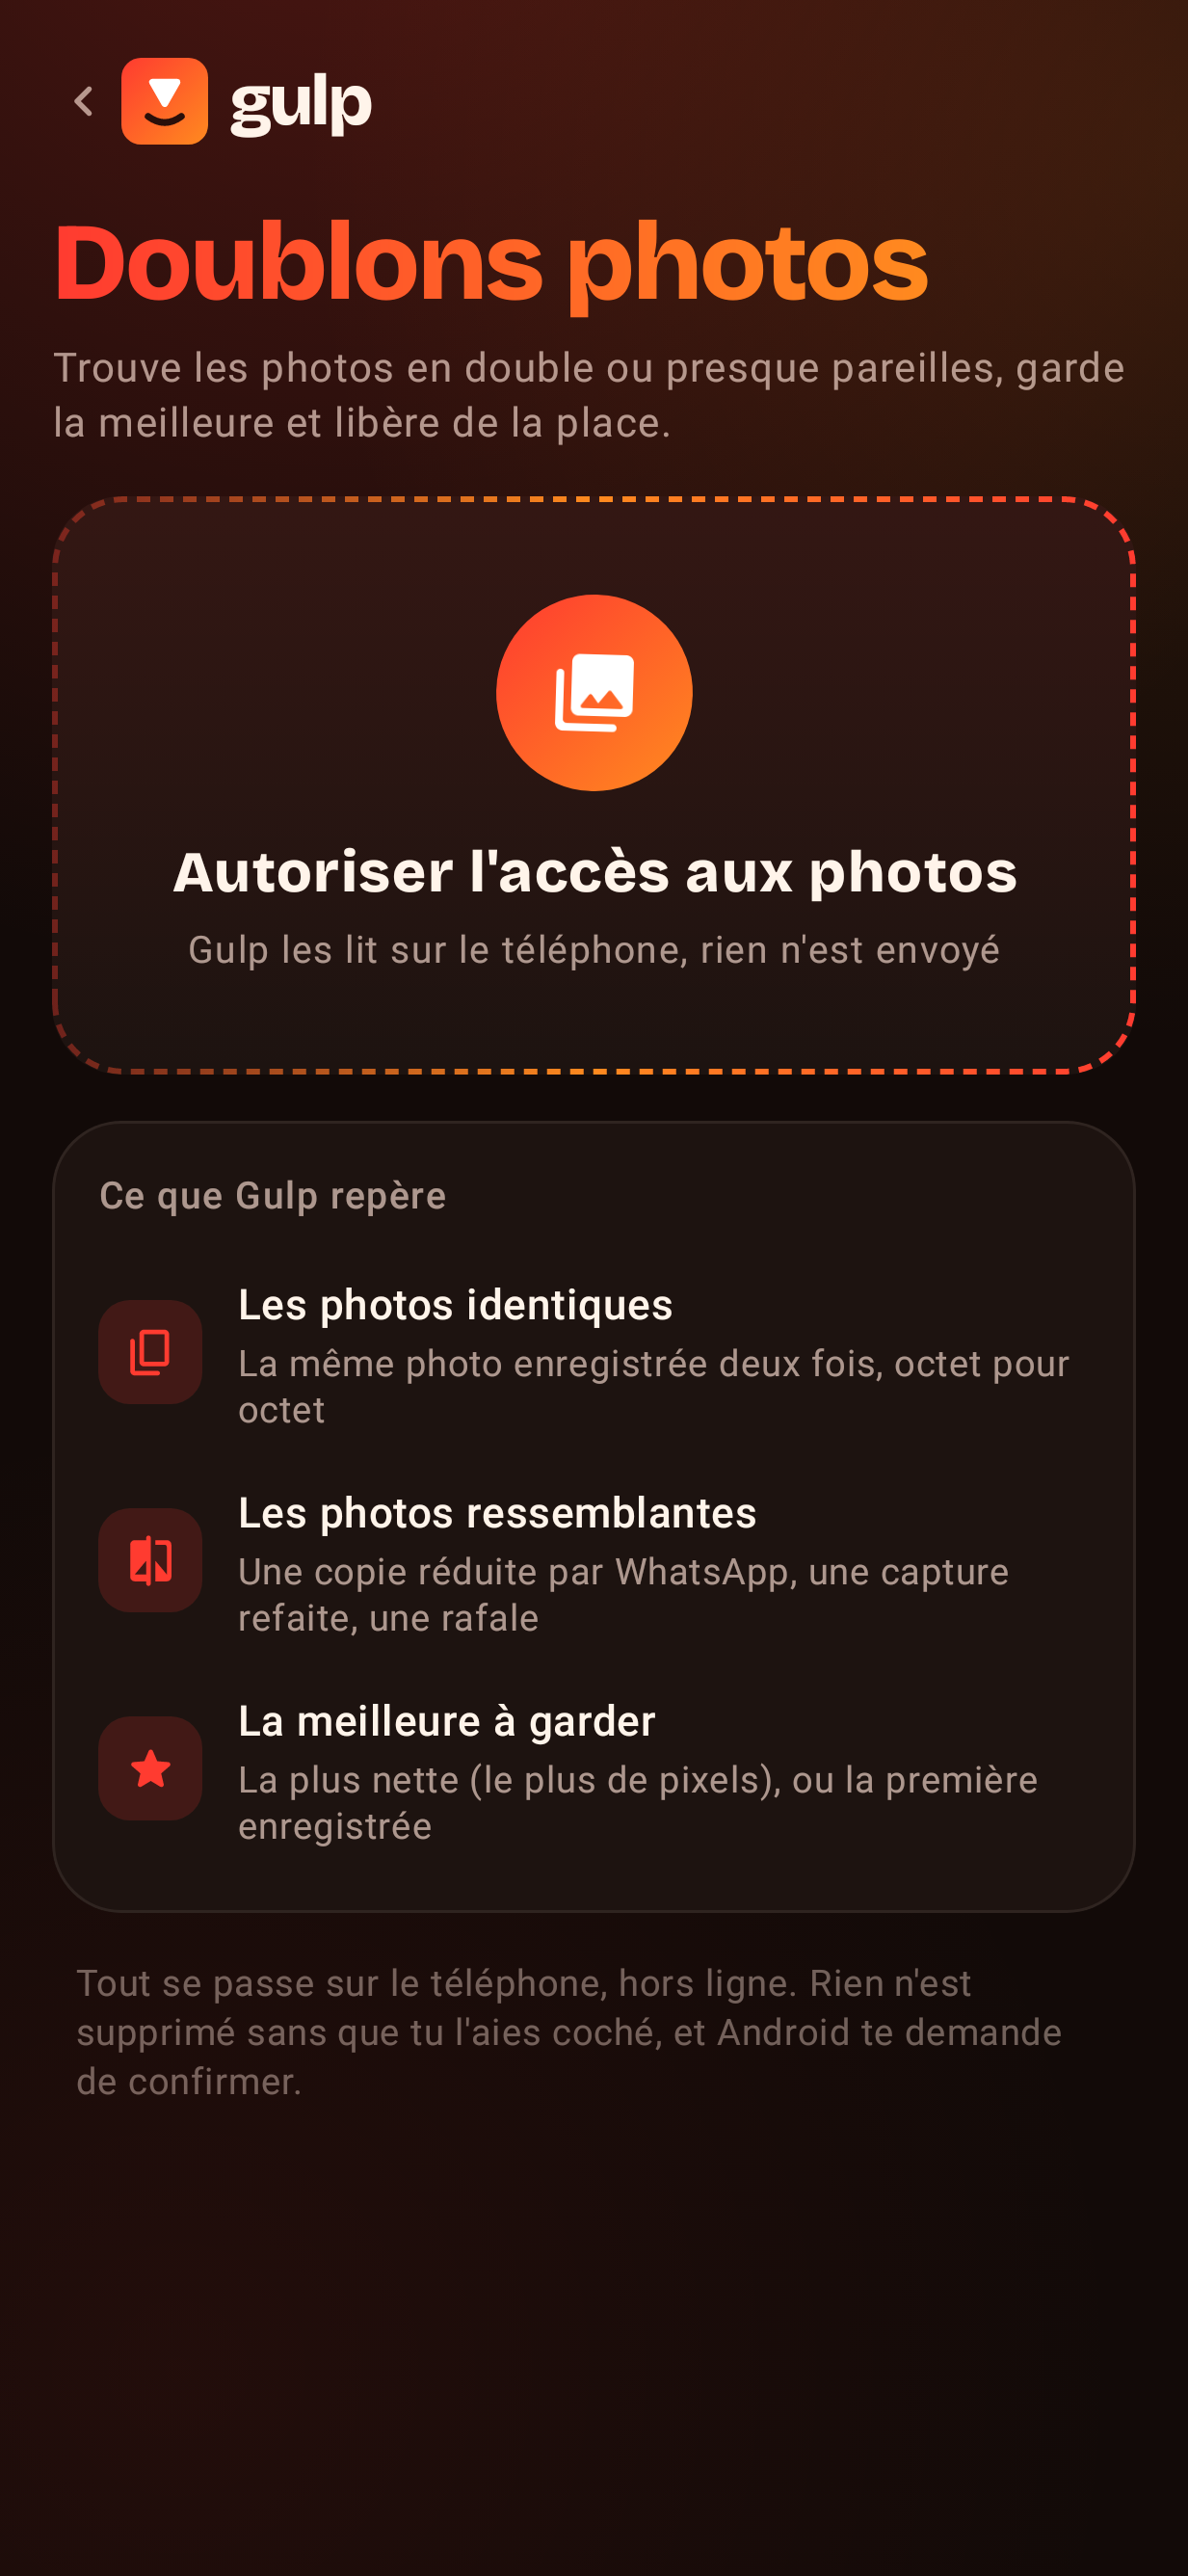 gulp
Doublons photos
Trouve les photos en double ou presque pareilles, garde
la meilleure et libère de la place.
Autoriser l'accès aux photos
Gulp les lit sur le téléphone, rien n'est envoyé
Ce que Gulp repère
Les photos identiques
La même photo enregistrée deux fois, octet pour
octet
Les photos ressemblantes
Une copie réduite par WhatsApp, une capture
refaite, une rafale
La meilleure à garder
La plus nette (le plus de pixels), ou la première
enregistrée
Tout se passe sur le téléphone, hors ligne. Rien n'est
supprimé sans que tu l'aies coché, et Android te demande
de confirmer.